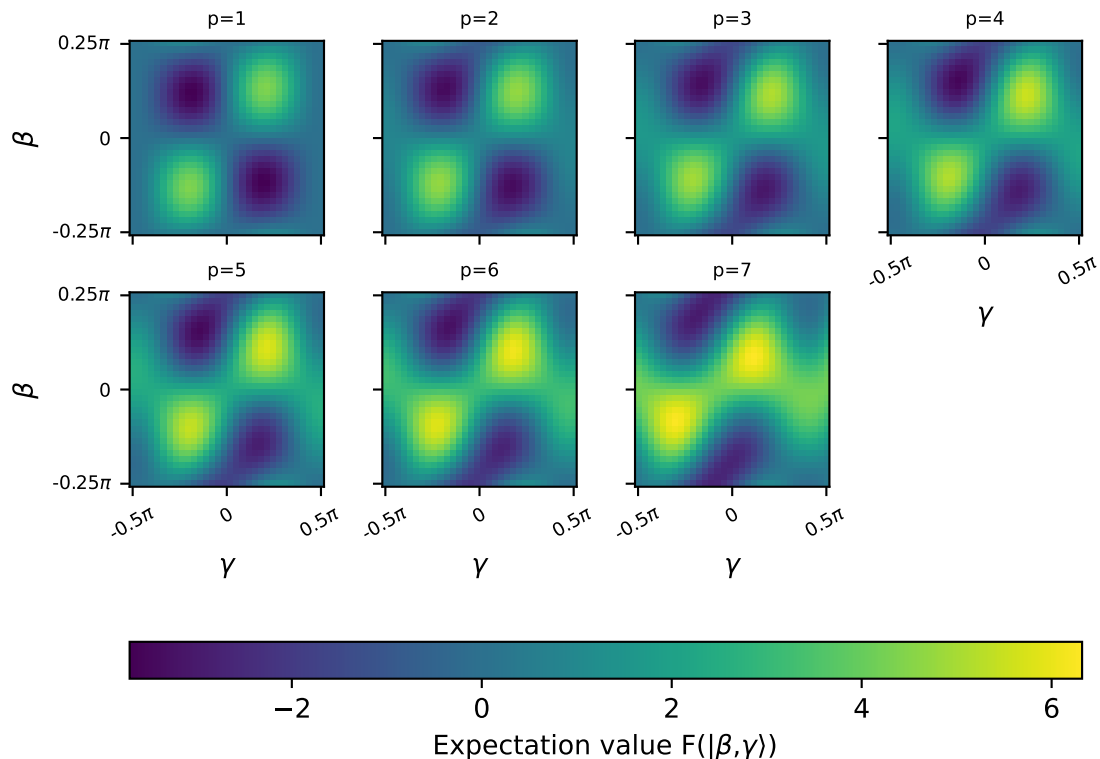 p=1 p=2 p=3 p=4
0.25π
β 0
-0.25π
-0.5π 0 0.5π
γ
p=5 p=6 p=7
0.25π
β 0
-0.25π
-0.5π 0 0.5π -0.5π 0 0.5π -0.5π 0 0.5π
γ γ γ
−2 0 2 4 6
Expectation value F(|β,γ⟩)